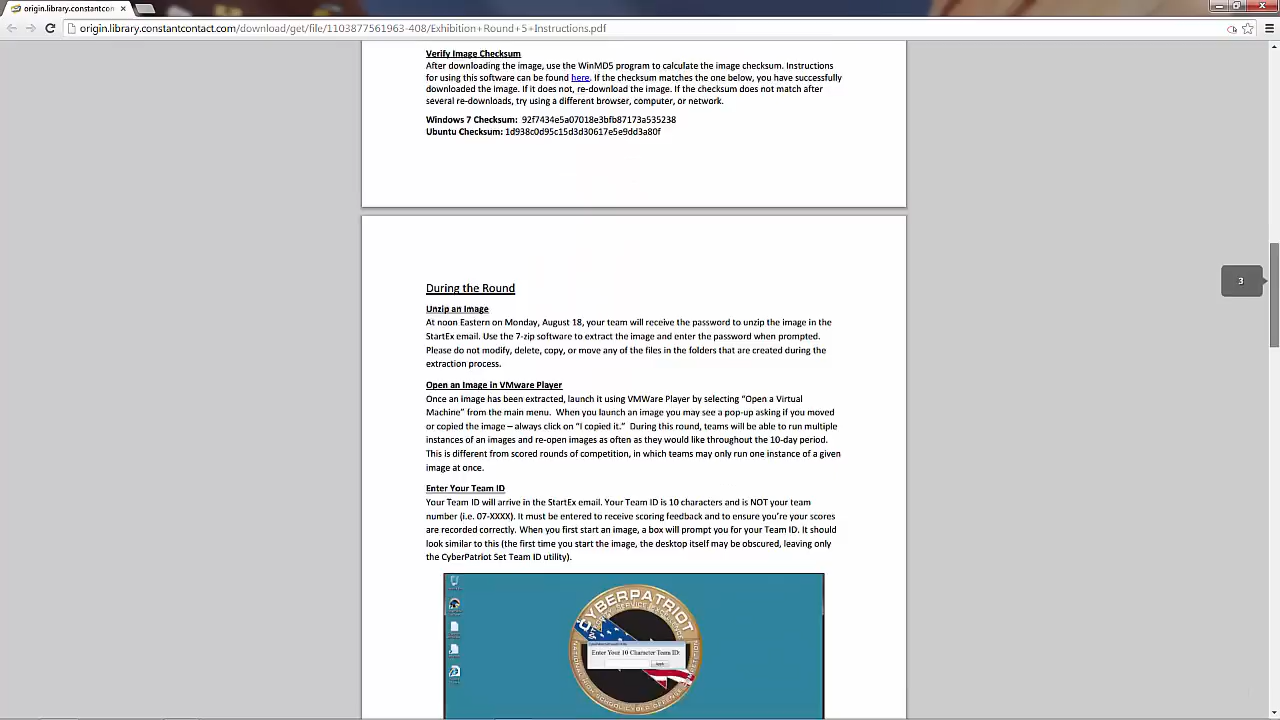 origin.library.constantcon
origin.library.constantcontact.com/download/get/file/1103877561963-408/Exhibition+Round+5+Instructions.pdf
Verify Image Checksum
After downloading the image, use the WinMD5 program to calculate the image checksum. Instructions
for using this software can be found here. If the checksum matches the one below, you have successfully
downloaded the image. If it does not, re-download the image. If the checksum does not match after
several re-downloads, try using a different browser, computer, or network.
Windows 7 Checksum: 92f7434e5a07018e3bfb87173a535238
Ubuntu Checksum: 1d938c0d95c15d3d30617e5e9dd3a80f
During the Round
Unzip an Image
At noon Eastern on Monday, August 18, your team will receive the password to unzip the image in the
StartEx email. Use the 7-zip software to extract the image and enter the password when prompted.
Please do not modify, delete, copy, or move any of the files in the folders that are created during the
extraction process.
3
Open an Image in VMware Player
Once an image has been extracted, launch it using VMWare Player by selecting “Open a Virtual
Machine” from the main menu. When you launch an image you may see a pop-up asking if you moved
or copied the image – always click on “I copied it.” During this round, teams will be able to run multiple
instances of an images and re-open images as often as they would like throughout the 10-day period.
This is different from scored rounds of competition, in which teams may only run one instance of a given
image at once.
Enter Your Team ID
Your Team ID will arrive in the StartEx email. Your Team ID is 10 characters and is NOT your team
number (i.e. 07-XXXX). It must be entered to receive scoring feedback and to ensure you’re your scores
are recorded correctly. When you first start an image, a box will prompt you for your Team ID. It should
look similar to this (the first time you start the image, the desktop itself may be obscured, leaving only
the CyberPatriot Set Team ID utility).
CYBERPATRIOT
Enter Your 10 Character Team ID:
NATIONAL HIGH SCHOOL CYBER DEFENSE COMPETITION